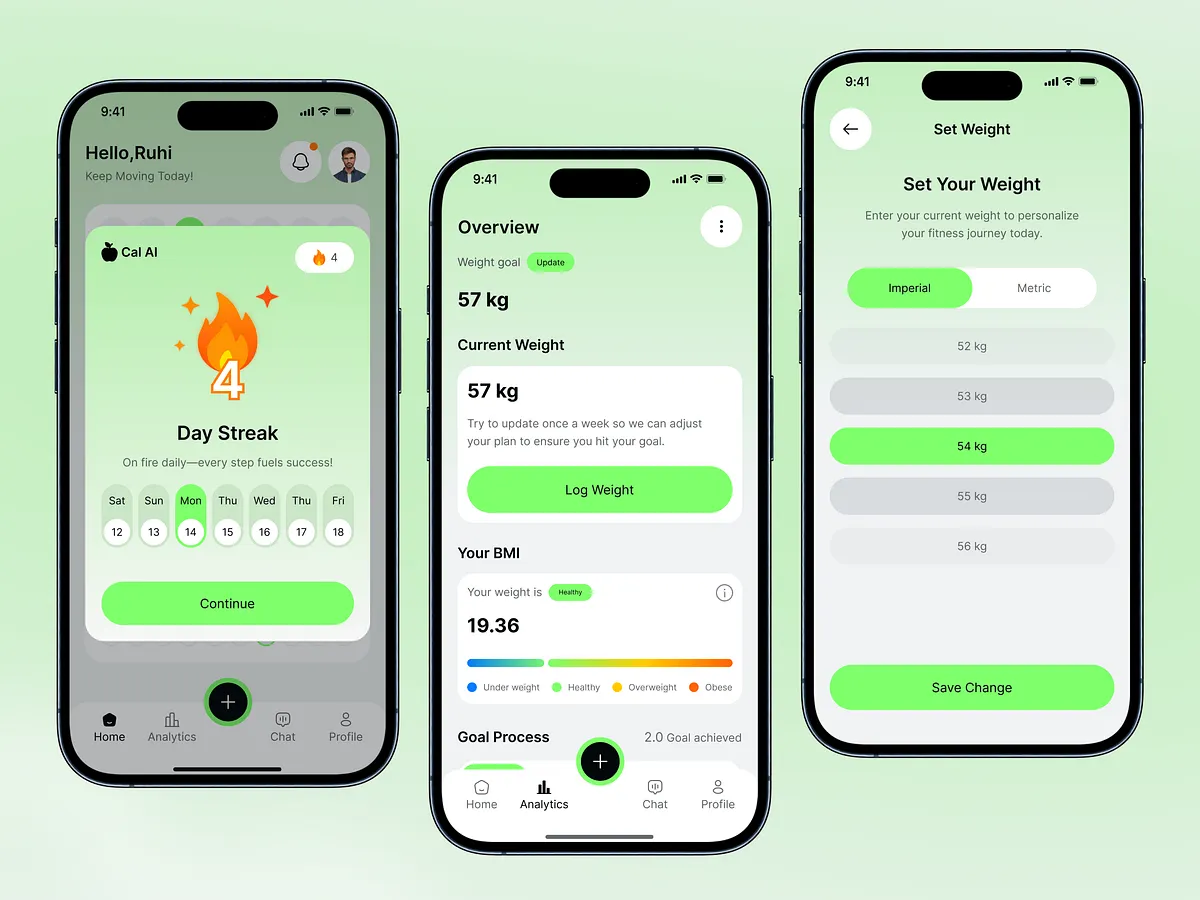 9:41
Hello,Ruhi
Keep Moving Today!
Cal AI
4
4
Day Streak
On fire daily—every step fuels success!
Sat Sun Mon Thu Wed Thu Fri
12 13 14 15 16 17 18
Continue
Home Analytics Chat Profile
9:41
Overview
Weight goal Update
57 kg
Current Weight
57 kg
Try to update once a week so we can adjust
your plan to ensure you hit your goal.
Log Weight
Your BMI
Your weight is Healthy
19.36
Under weight Healthy Overweight Obese
Goal Process 2.0 Goal achieved
Home Analytics Chat Profile
9:41
Set Weight
Set Your Weight
Enter your current weight to personalize
your fitness journey today.
Imperial Metric
52 kg
53 kg
54 kg
55 kg
56 kg
Save Change